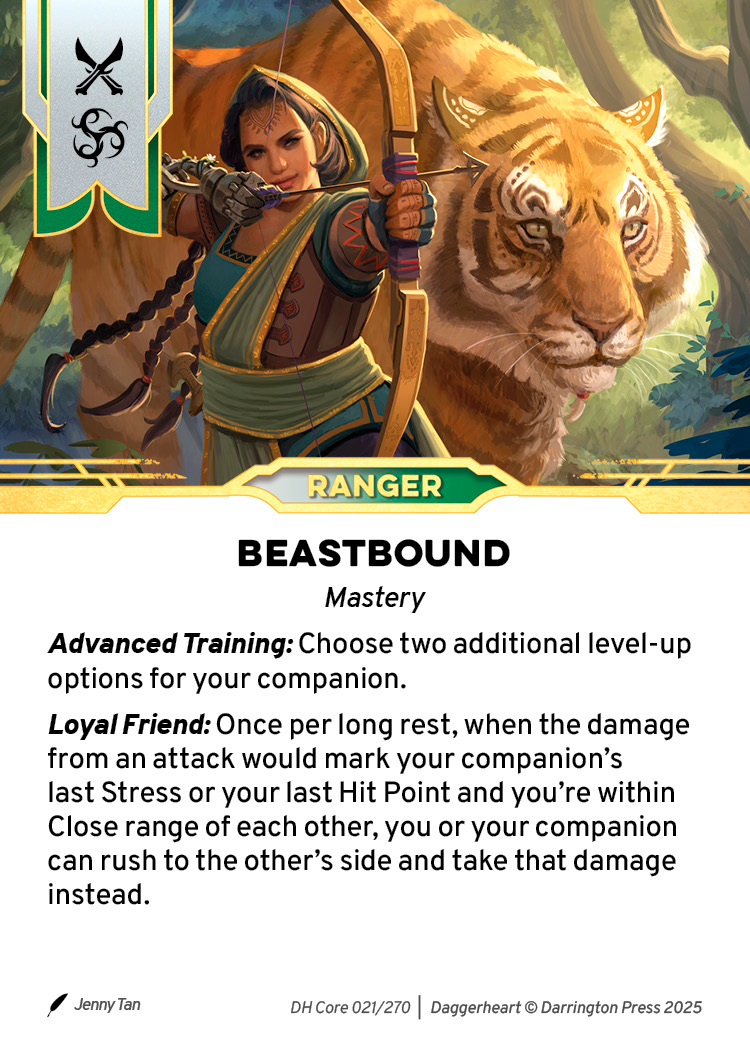 RANGER
BEASTBOUND
Mastery
Advanced Training: Choose two additional level-up
options for your companion.
Loyal Friend: Once per long rest, when the damage
from an attack would mark your companion’s
last Stress or your last Hit Point and you’re within
Close range of each other, you or your companion
can rush to the other’s side and take that damage
instead.
Jenny Tan
DH Core 021/270 | Daggerheart © Darrington Press 2025